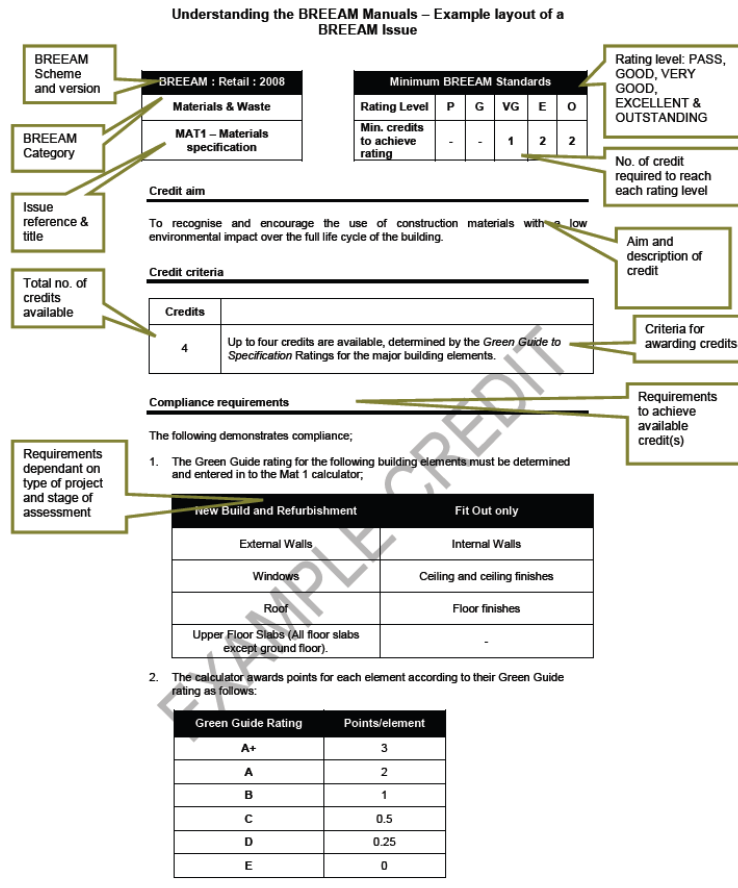 Understanding the BREEAM Manuals – Example layout of a
BREEAM Issue
BREEAM
Scheme
and version
BREEAM : Retail : 2008
Materials & Waste
MAT1 – Materials
specification
Minimum BREEAM Standards
Rating Level P G VG E O
Min. credits
to achieve
rating
- - 1 2 2
Rating level: PASS,
GOOD, VERY
GOOD,
EXCELLENT &
OUTSTANDING
BREEAM
Category
No. of credit
required to reach
each rating level
Issue
reference &
title
Credit aim
To recognise and encourage the use of construction materials with a low
environmental impact over the full life cycle of the building.
Aim and
description of
credit
Total no. of
credits
available
Credit criteria
Credits
4
Up to four credits are available, determined by the Green Guide to
Specification Ratings for the major building elements.
Criteria for
awarding credits
Compliance requirements
Requirements
to achieve
available
credit(s)
The following demonstrates compliance;
Requirements
dependant on
type of project
and stage of
assessment
1. The Green Guide rating for the following building elements must be determined
and entered in to the Mat 1 calculator;
New Build and Refurbishment Fit Out only
External Walls Internal Walls
Windows Ceiling and ceiling finishes
Roof Floor finishes
Upper Floor Slabs (All floor slabs
except ground floor). -
2. The calculator awards points for each element according to their Green Guide
rating as follows:
Green Guide Rating Points/element
A+ 3
A 2
B 1
C 0.5
D 0.25
E 0
EXAMPLE CREDIT